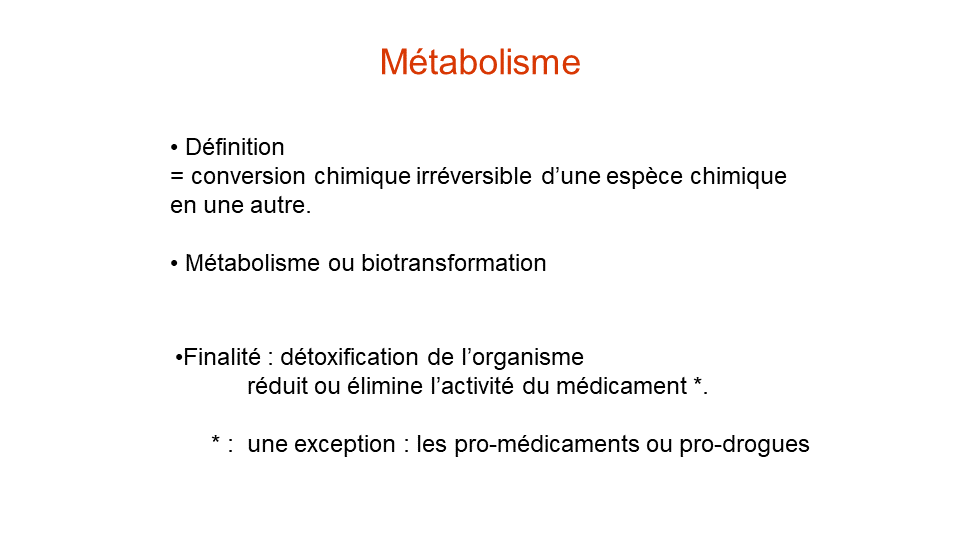 Métabolisme
• Définition
= conversion chimique irréversible d’une espèce chimique
en une autre.
• Métabolisme ou biotransformation
•Finalité : détoxification de l’organisme
réduit ou élimine l’activité du médicament *.
* : une exception : les pro-médicaments ou pro-drogues